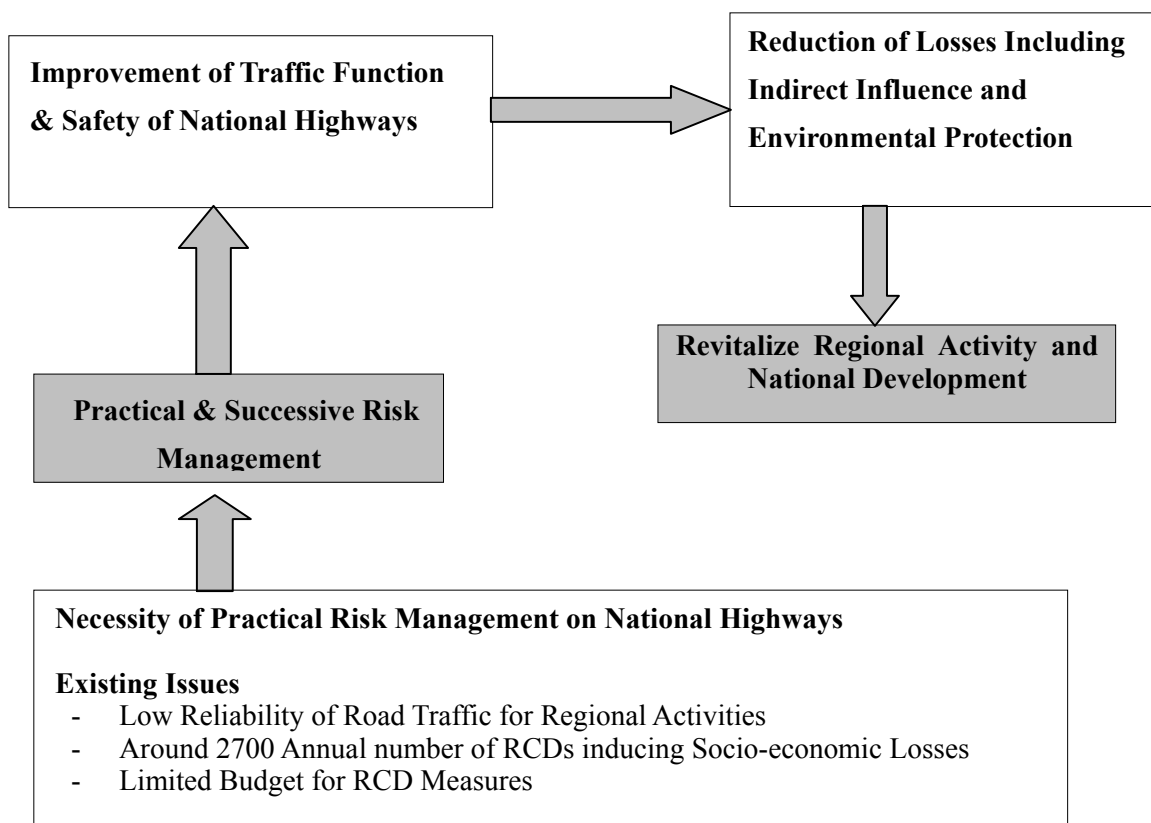 Improvement of Traffic Function
& Safety of National Highways
Reduction of Losses Including
Indirect Influence and
Environmental Protection
Revitalize Regional Activity and
National Development
Practical & Successive Risk
Management
Necessity of Practical Risk Management on National Highways
Existing Issues
- Low Reliability of Road Traffic for Regional Activities
- Around 2700 Annual number of RCDs inducing Socio-economic Losses
- Limited Budget for RCD Measures